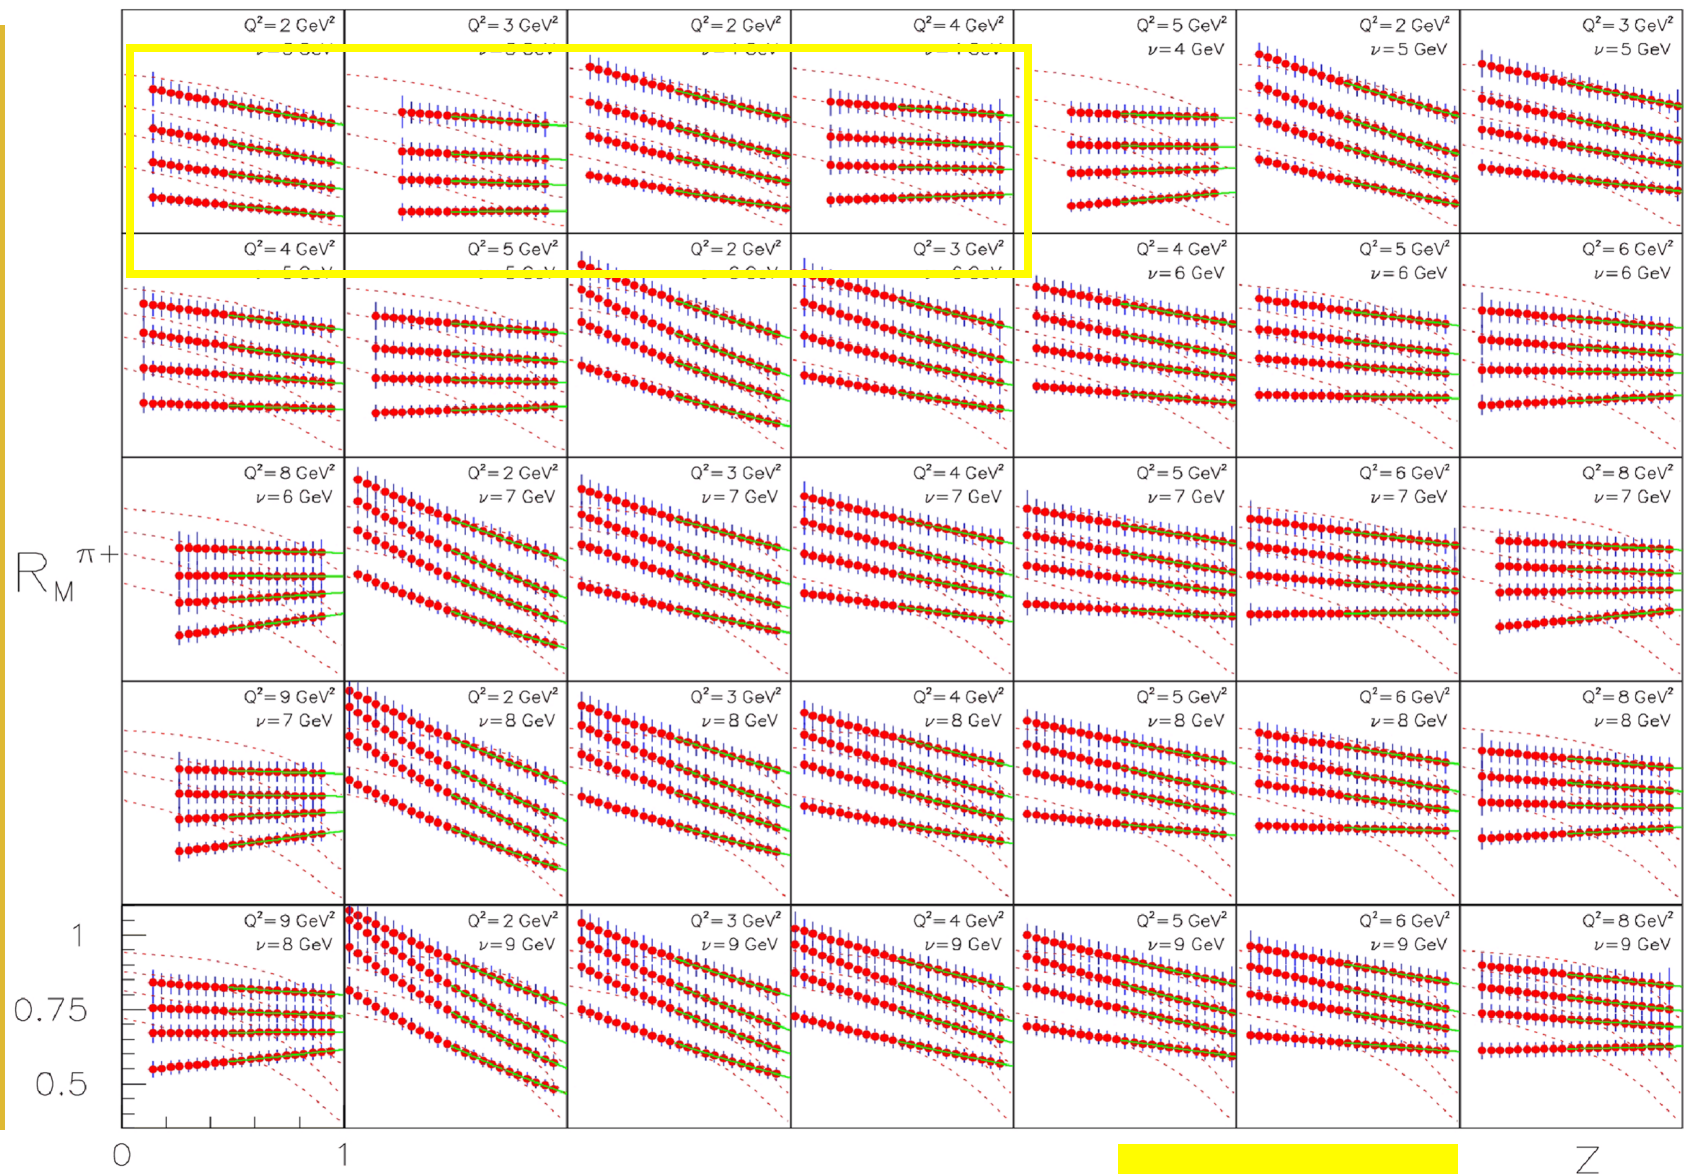 Q²=2 GeV²
Q²=3 GeV²
Q²=2 GeV²
Q²=4 GeV²
Q²=5 GeV²
ν=4 GeV
Q²=2 GeV²
ν=5 GeV
Q²=3 GeV²
ν=5 GeV
Q²=4 GeV²
Q²=5 GeV²
Q²=2 GeV²
Q²=3 GeV²
Q²=4 GeV²
ν=6 GeV
Q²=5 GeV²
ν=6 GeV
Q²=6 GeV²
ν=6 GeV
R_M^π+
Q²=8 GeV²
ν=6 GeV
Q²=2 GeV²
ν=7 GeV
Q²=3 GeV²
ν=7 GeV
Q²=4 GeV²
ν=7 GeV
Q²=5 GeV²
ν=7 GeV
Q²=6 GeV²
ν=7 GeV
Q²=8 GeV²
ν=7 GeV
Q²=9 GeV²
ν=7 GeV
Q²=2 GeV²
ν=8 GeV
Q²=3 GeV²
ν=8 GeV
Q²=4 GeV²
ν=8 GeV
Q²=5 GeV²
ν=8 GeV
Q²=6 GeV²
ν=8 GeV
Q²=8 GeV²
ν=8 GeV
Q²=9 GeV²
ν=8 GeV
Q²=2 GeV²
ν=9 GeV
Q²=3 GeV²
ν=9 GeV
Q²=4 GeV²
ν=9 GeV
Q²=5 GeV²
ν=9 GeV
Q²=6 GeV²
ν=9 GeV
Q²=8 GeV²
ν=9 GeV
1
0.75
0.5
0 1 Z